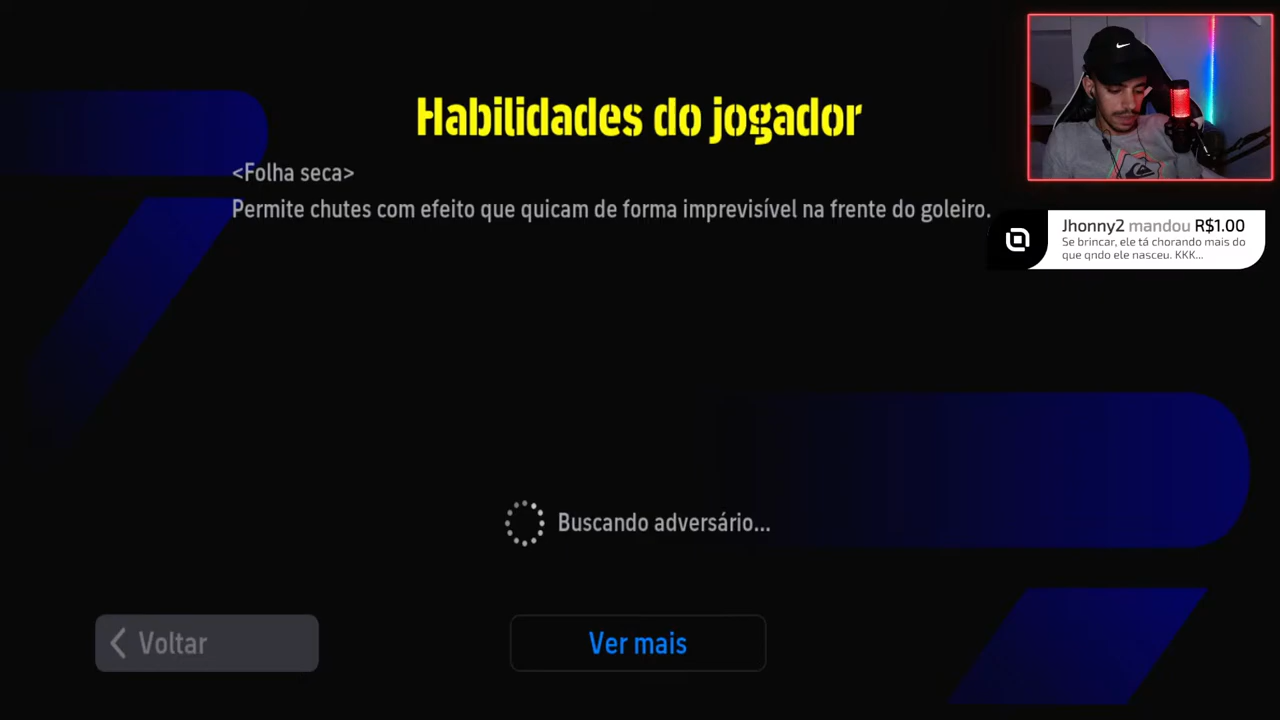 Habilidades do jogador
<Folha seca>
Permite chutes com efeito que quicam de forma imprevisível na frente do goleiro.
Jhonny2 mandou R$1.00
Se brincar, ele tá chorando mais do
que qndo ele nasceu. KKK...
Buscando adversário...
Voltar
Ver mais